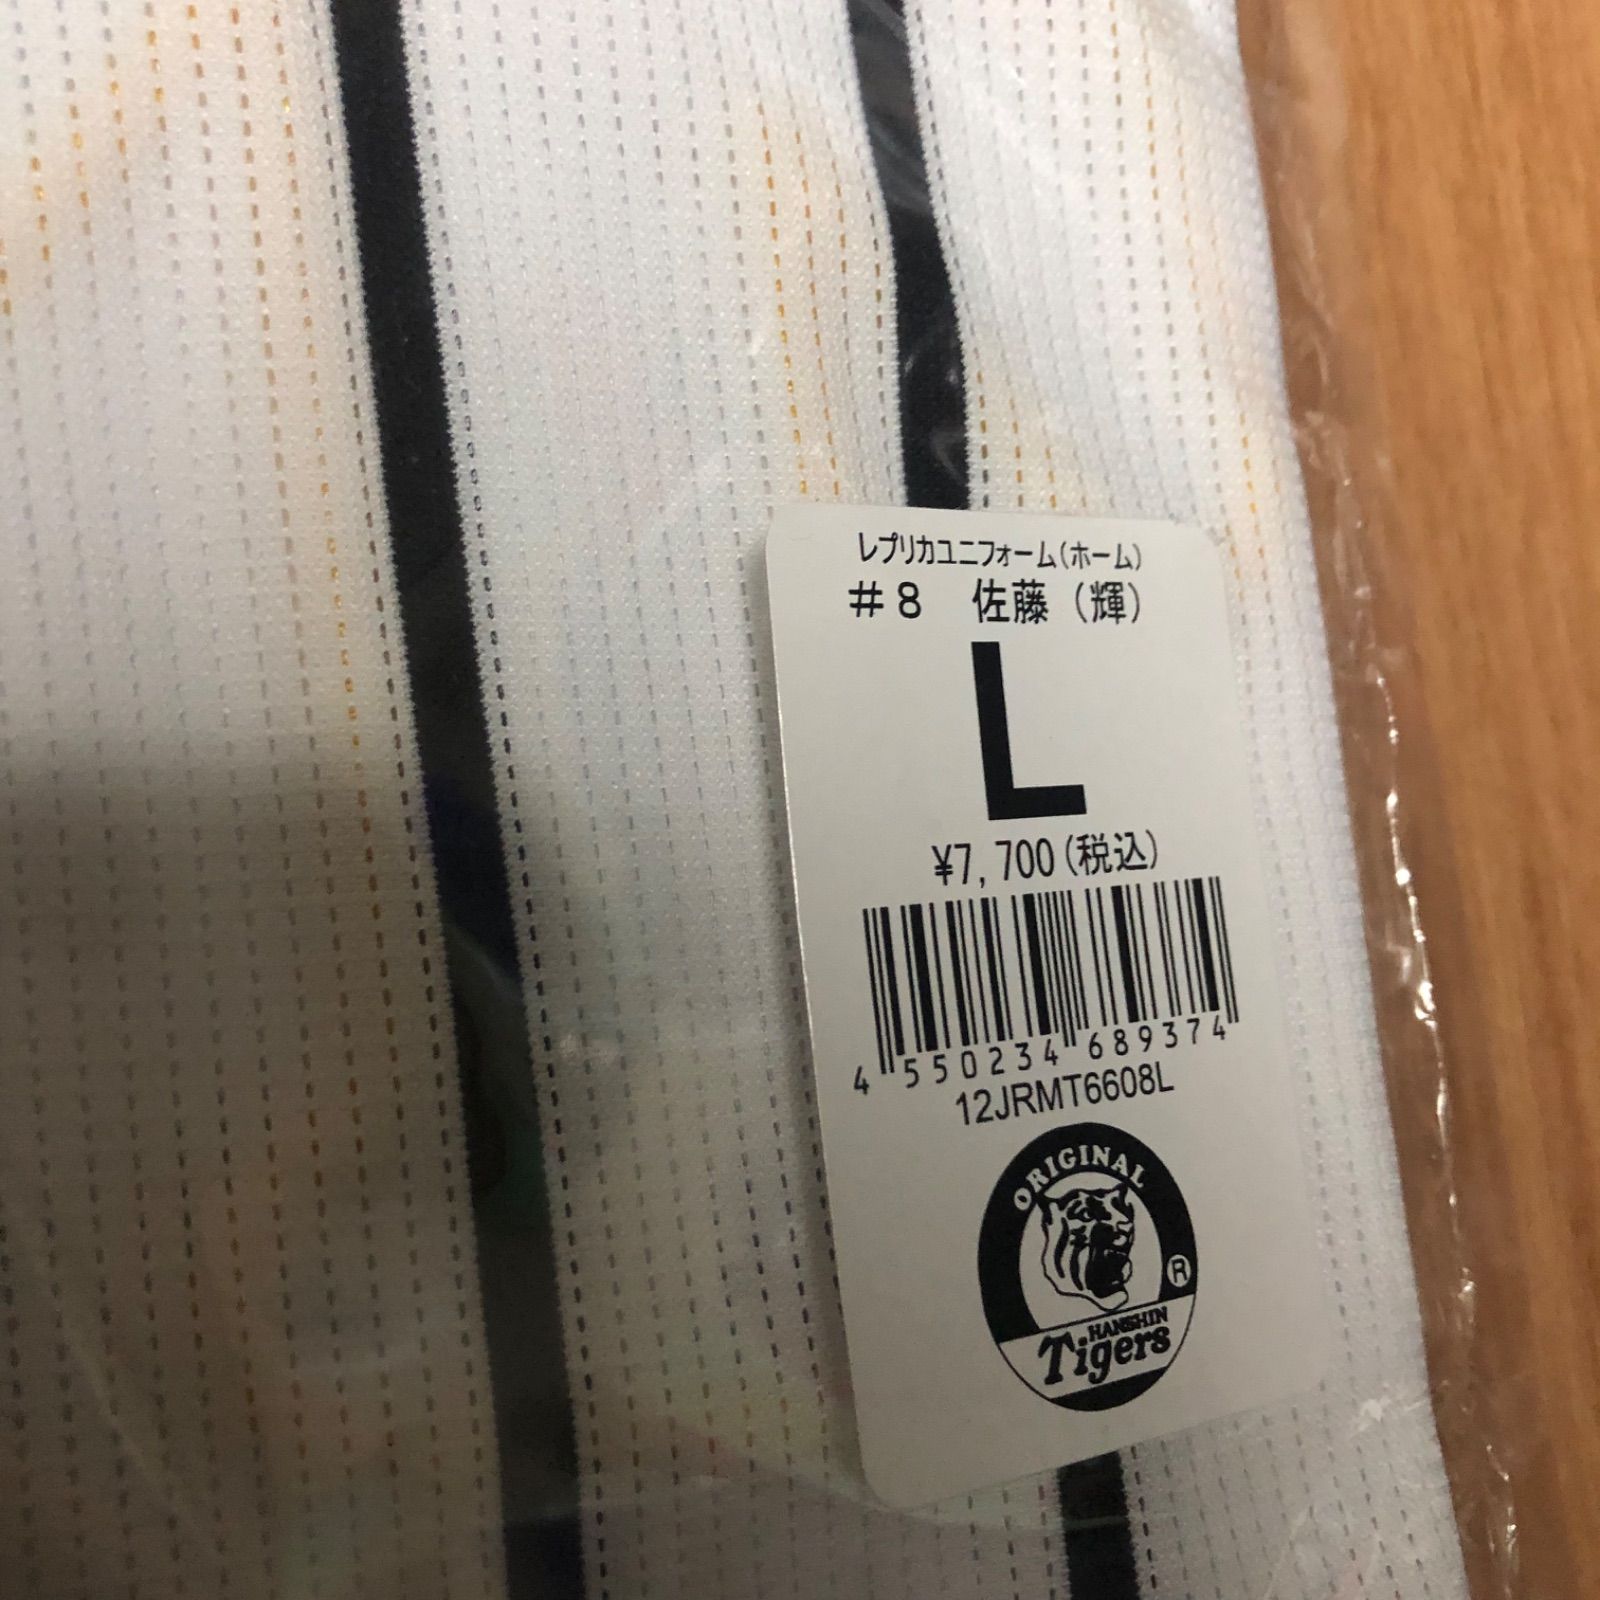 レプリカユニフォーム(ホーム)
#8 佐藤(輝)
L
¥7,700(税込)
4 550234 689374
12JRMT6608L
ORIGINAL
®
HANSHIN
Tigers